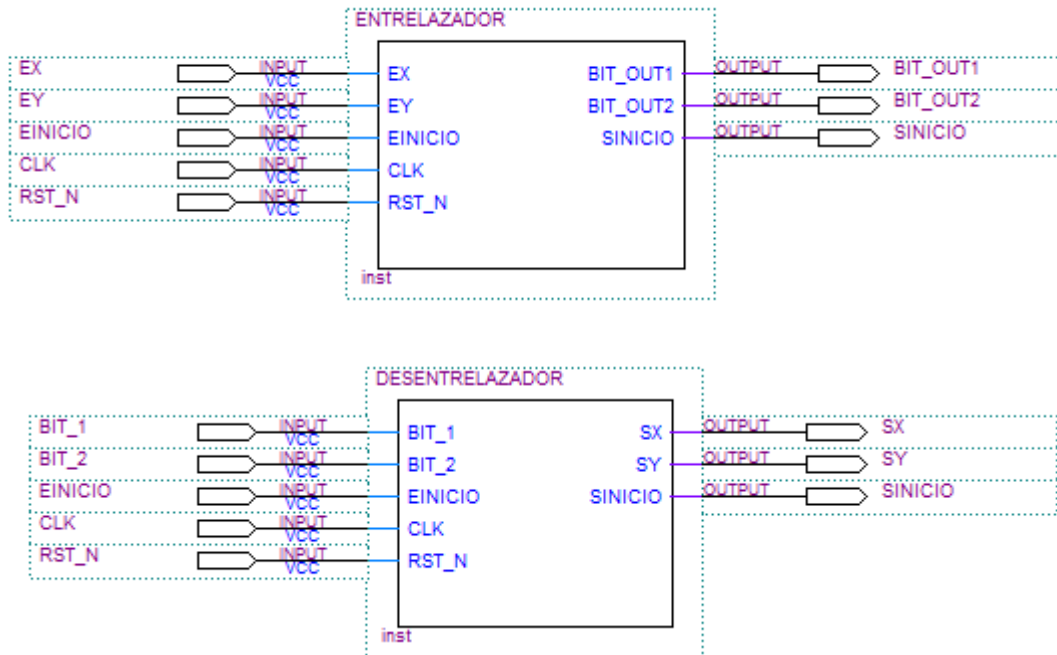 ENTRELAZADOR
EX INPUT VCC EX BIT_OUT1 OUTPUT BIT_OUT1
EY INPUT VCC EY BIT_OUT2 OUTPUT BIT_OUT2
EINICIO INPUT VCC EINICIO SINICIO OUTPUT SINICIO
CLK INPUT VCC CLK
RST_N INPUT VCC RST_N
inst
DESENTRELAZADOR
BIT_1 INPUT VCC BIT_1 SX OUTPUT SX
BIT_2 INPUT VCC BIT_2 SY OUTPUT SY
EINICIO INPUT VCC EINICIO SINICIO OUTPUT SINICIO
CLK INPUT VCC CLK
RST_N INPUT VCC RST_N
inst